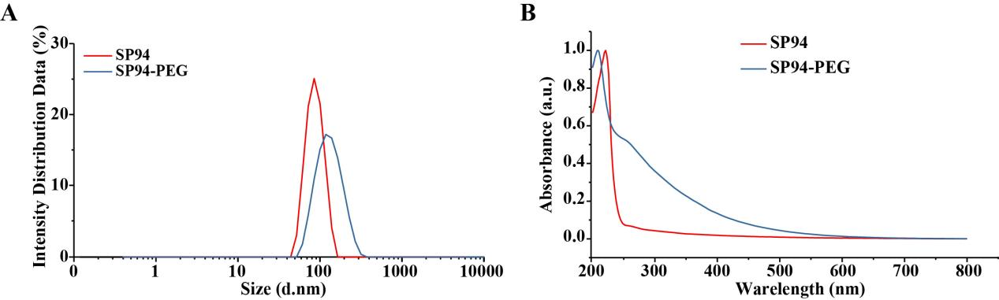 A
Intensity Distribution Data (%)
30
20
10
0
SP94
SP94-PEG
0 1 10 100 1000 10000
Size (d.nm)
B
Absorbance (a.u.)
1.0
0.8
0.6
0.4
0.2
0.0
SP94
SP94-PEG
200 300 400 500 600 700 800
Warelength (nm)